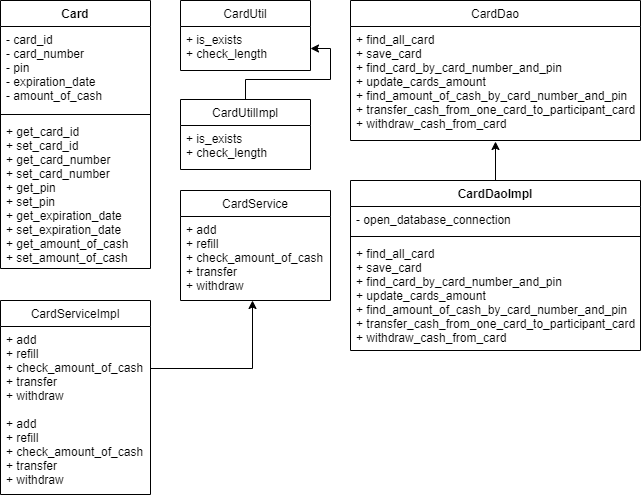 Card
- card_id
- card_number
- pin
- expiration_date
- amount_of_cash
+ get_card_id
+ set_card_id
+ get_card_number
+ set_card_number
+ get_pin
+ set_pin
+ get_expiration_date
+ set_expiration_date
+ get_amount_of_cash
+ set_amount_of_cash
CardUtil
+ is_exists
+ check_length
CardUtilImpl
+ is_exists
+ check_length
CardService
+ add
+ refill
+ check_amount_of_cash
+ transfer
+ withdraw
CardDao
+ find_all_card
+ save_card
+ find_card_by_card_number_and_pin
+ update_cards_amount
+ find_amount_of_cash_by_card_number_and_pin
+ transfer_cash_from_one_card_to_participant_card
+ withdraw_cash_from_card
CardDaoImpl
- open_database_connection
+ find_all_card
+ save_card
+ find_card_by_card_number_and_pin
+ update_cards_amount
+ find_amount_of_cash_by_card_number_and_pin
+ transfer_cash_from_one_card_to_participant_card
+ withdraw_cash_from_card
CardServiceImpl
+ add
+ refill
+ check_amount_of_cash
+ transfer
+ withdraw
+ add
+ refill
+ check_amount_of_cash
+ transfer
+ withdraw